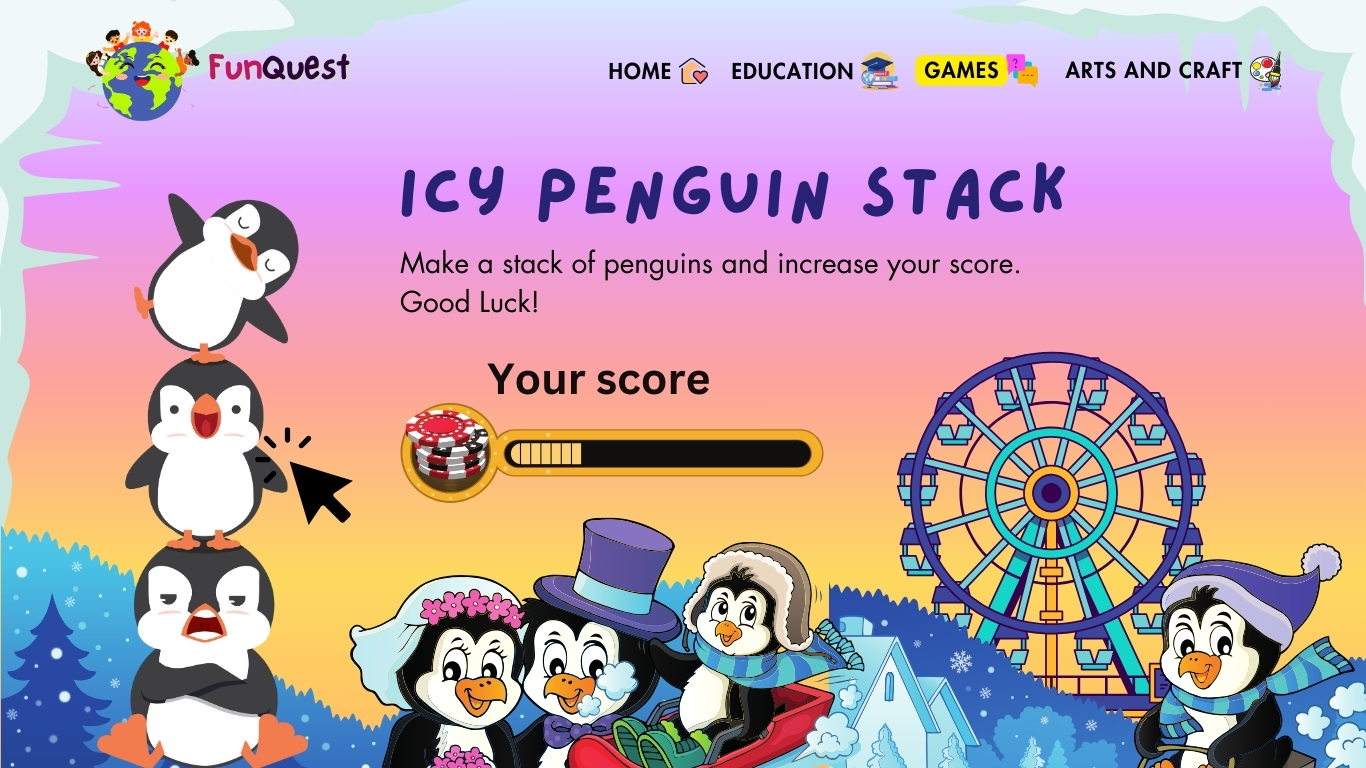 FunQuest
HOME
EDUCATION
GAMES
ARTS AND CRAFT
ICY PENGUIN STACK
Make a stack of penguins and increase your score.
Good Luck!
Your score